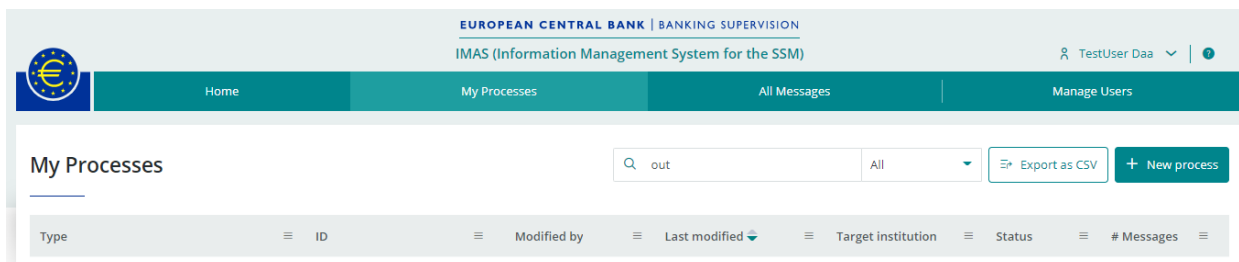 EUROPEAN CENTRAL BANK | BANKING SUPERVISION
IMAS (Information Management System for the SSM)
TestUser Daa
?
Home My Processes All Messages Manage Users
My Processes
out All Export as CSV + New process
Type ID Modified by Last modified Target institution Status # Messages